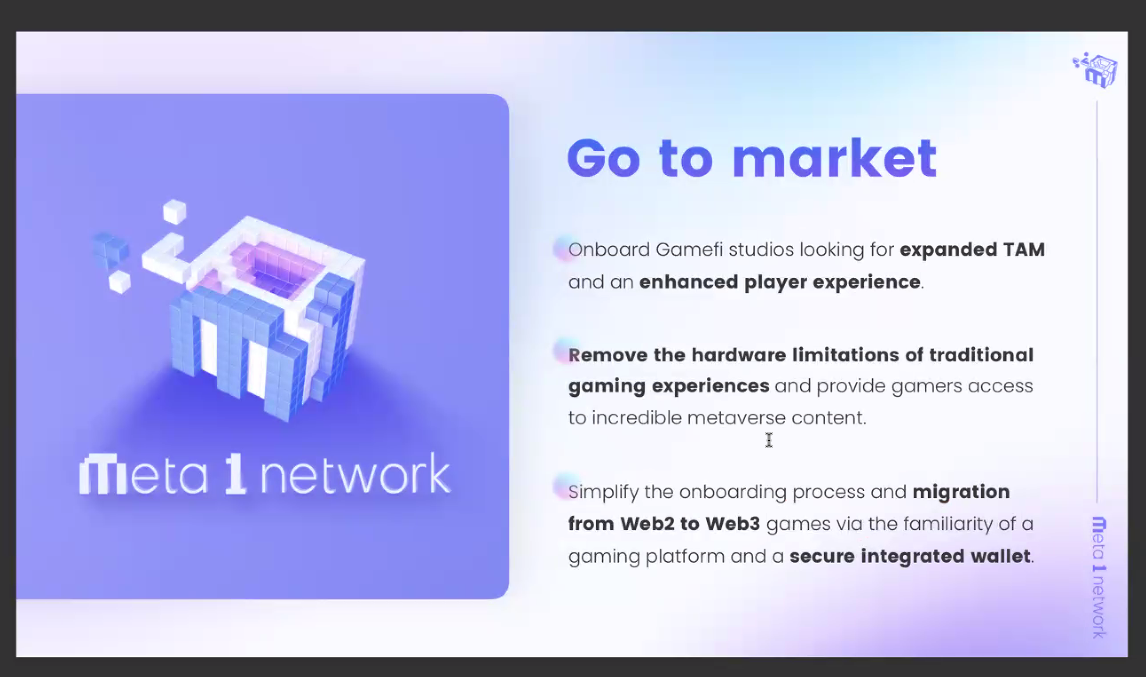 Go to market
Onboard Gamefi studios looking for expanded TAM
and an enhanced player experience.
Remove the hardware limitations of traditional
gaming experiences and provide gamers access
to incredible metaverse content.
Simplify the onboarding process and migration
from Web2 to Web3 games via the familiarity of a
gaming platform and a secure integrated wallet.
Meta 1 network
Meta 1 network